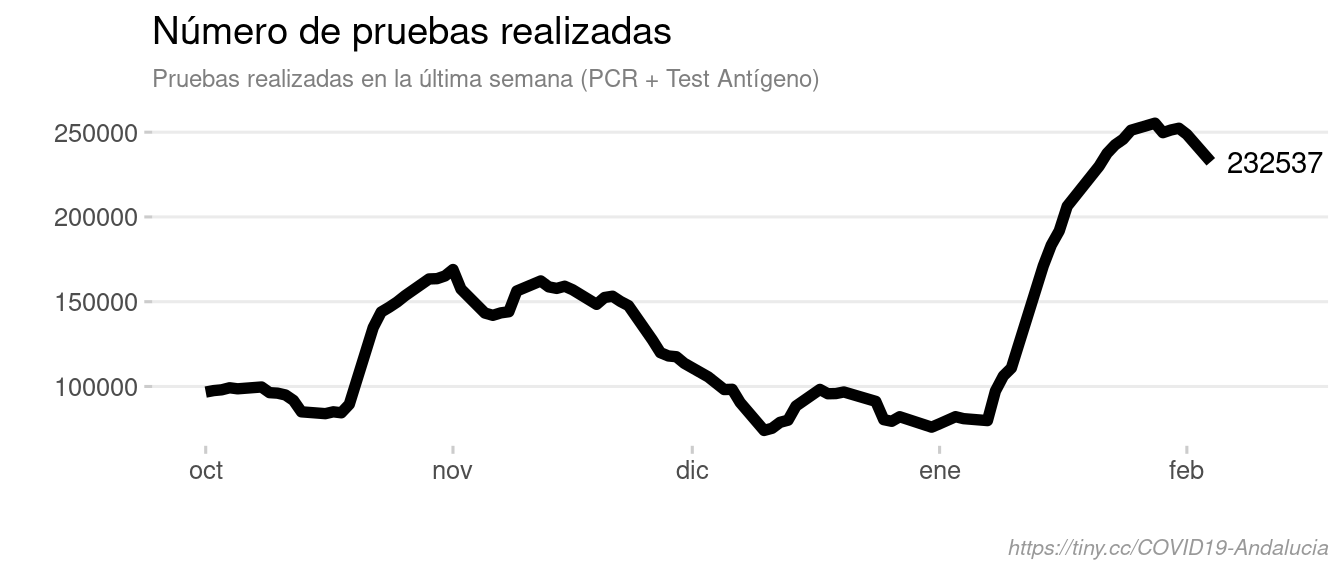 Número de pruebas realizadas
Pruebas realizadas en la última semana (PCR + Test Antígeno)
250000
232537
200000
150000
100000
oct nov dic ene feb
https://tiny.cc/COVID19-Andalucia